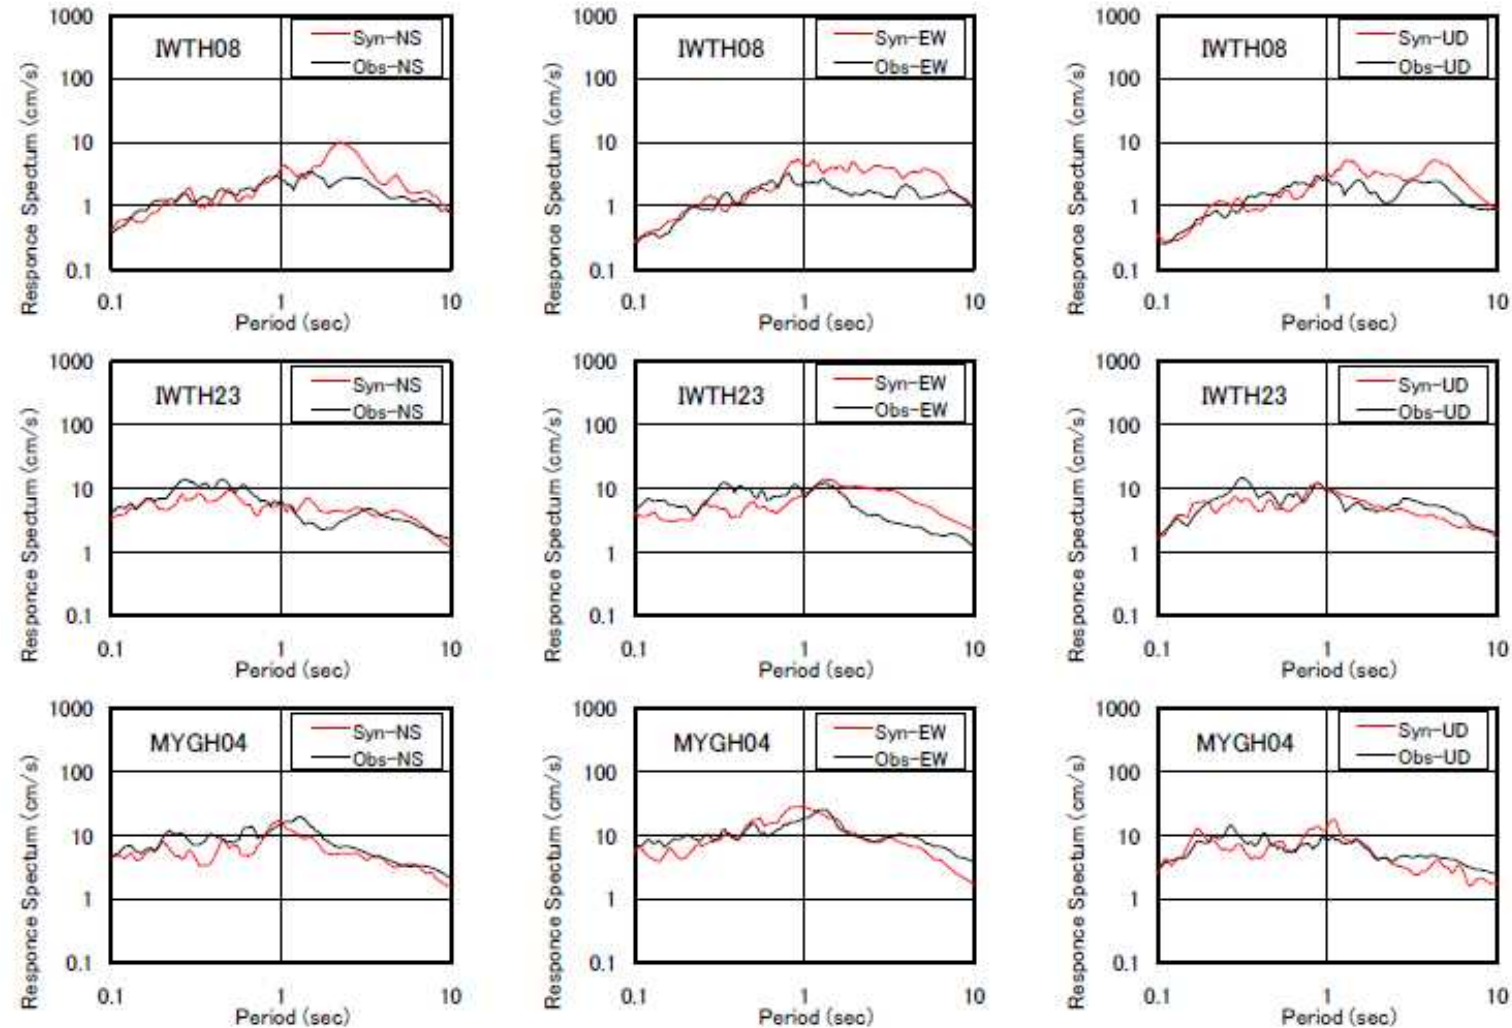 1000
IWTH08
Syn-NS
Obs-NS
100
10
1
0.1
Responce Spectum (cm/s)
0.1 1 10
Period (sec)
1000
IWTH08
Syn-EW
Obs-EW
100
10
1
0.1
Responce Spectum (cm/s)
0.1 1 10
Period (sec)
1000
IWTH08
Syn-UD
Obs-UD
100
10
1
0.1
Responce Spectum (cm/s)
0.1 1 10
Period (sec)
1000
IWTH23
Syn-NS
Obs-NS
100
10
1
0.1
Responce Spectum (cm/s)
0.1 1 10
Period (sec)
1000
IWTH23
Syn-EW
Obs-EW
100
10
1
0.1
Responce Spectum (cm/s)
0.1 1 10
Period (sec)
1000
IWTH23
Syn-UD
Obs-UD
100
10
1
0.1
Responce Spectum (cm/s)
0.1 1 10
Period (sec)
1000
MYGH04
Syn-NS
Obs-NS
100
10
1
0.1
Responce Spectum (cm/s)
0.1 1 10
Period (sec)
1000
MYGH04
Syn-EW
Obs-EW
100
10
1
0.1
Responce Spectum (cm/s)
0.1 1 10
Period (sec)
1000
MYGH04
Syn-UD
Obs-UD
100
10
1
0.1
Responce Spectum (cm/s)
0.1 1 10
Period (sec)